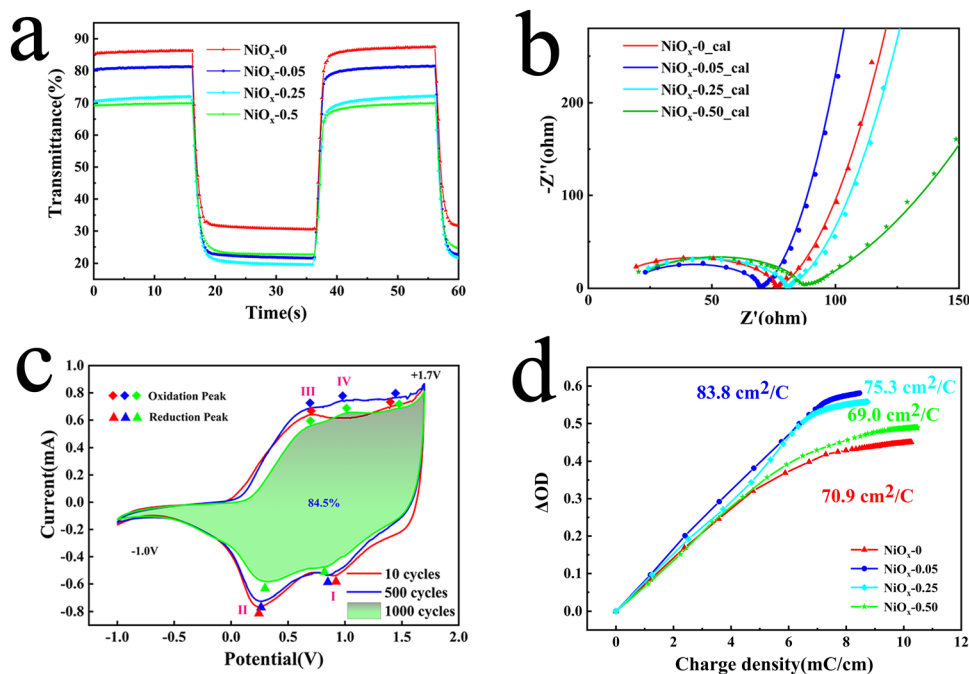 a
Transmittance(%)
90
80
70
60
50
40
30
20
10
NiOₓ-0
NiOₓ-0.05
NiOₓ-0.25
NiOₓ-0.5
0 10 20 30 40 50 60
Time(s)
b
-Z''(ohm)
200
100
0
NiOₓ-0_cal
NiOₓ-0.05_cal
NiOₓ-0.25_cal
NiOₓ-0.50_cal
0 50 100 150
Z'(ohm)
c
Current(mA)
1.0
0.8
0.6
0.4
0.2
0.0
-0.2
-0.4
-0.6
-0.8
Oxidation Peak
Reduction Peak
III
IV
+1.7V
84.5%
-1.0V
II
I
10 cycles
500 cycles
1000 cycles
-1.0 -0.5 0.0 0.5 1.0 1.5 2.0
Potential(V)
d
ΔOD
0.6
0.5
0.4
0.3
0.2
0.1
0.0
83.8 cm²/C
75.3 cm²/C
69.0 cm²/C
70.9 cm²/C
NiOₓ-0
NiOₓ-0.05
NiOₓ-0.25
NiOₓ-0.50
0 2 4 6 8 10 12
Charge density(mC/cm)